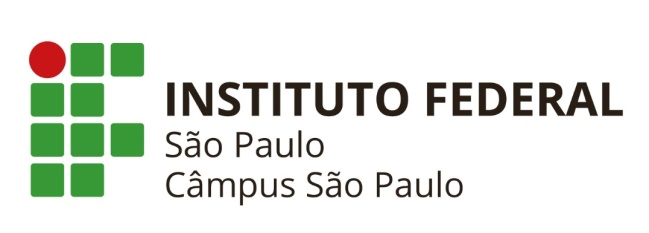 INSTITUTO FEDERAL
São Paulo
Câmpus São Paulo